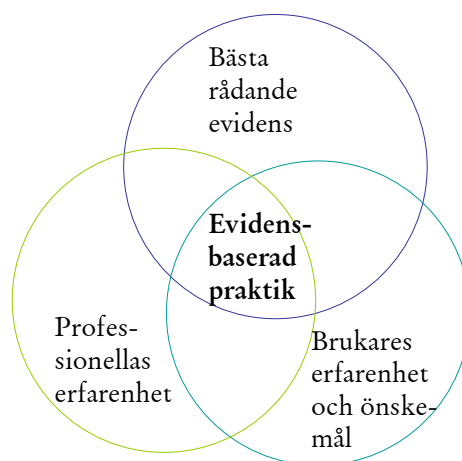 Bästa
rådande
evidens
Evidens-
baserad
praktik
Profes-
sionellas
erfarenhet
Brukares
erfarenhet
och önske-
mål